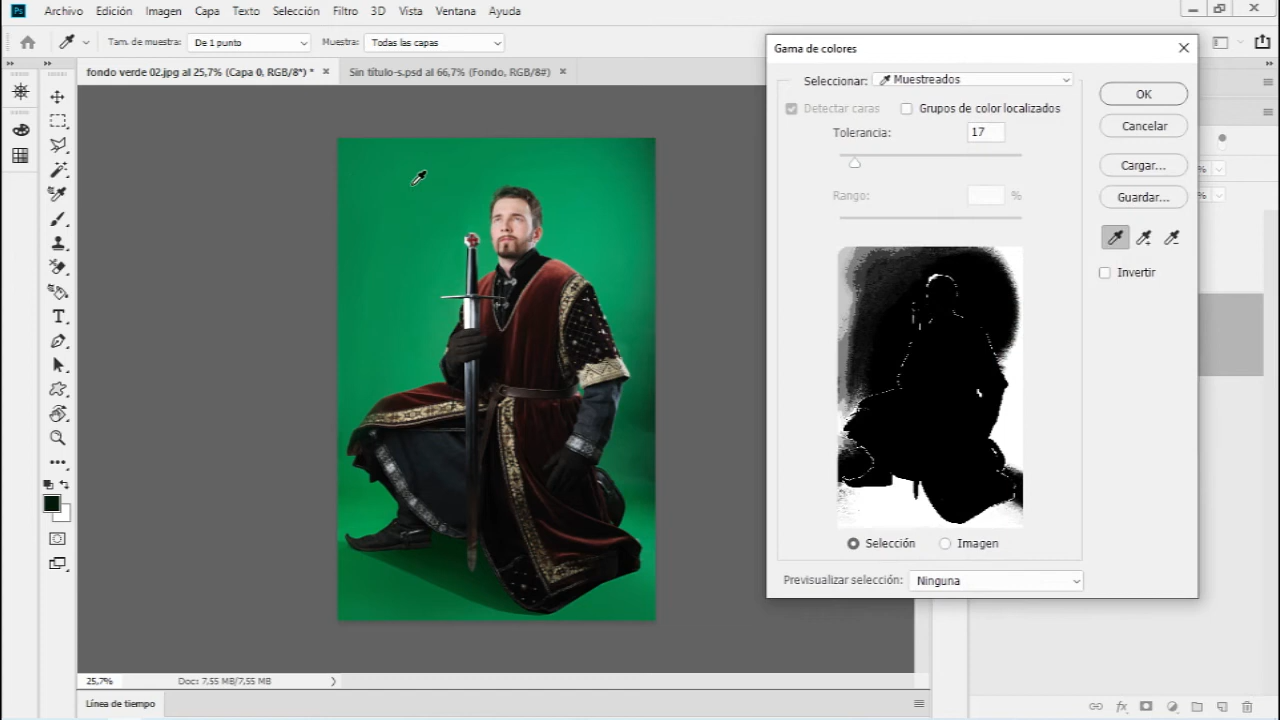 Ps Archivo Edición Imagen Capa Texto Selección Filtro 3D Vista Ventana Ayuda
Tam. de muestra: De 1 punto Muestra: Todas las capas
fondo verde 02.jpg al 25,7% (Capa 0, RGB/8*) * Sin título-s.psd al 66,7% (Fondo, RGB/8#)
Gama de colores
Seleccionar: Muestreados
Detectar caras Grupos de color localizados
Tolerancia: 17
Rango: %
OK
Cancelar
Cargar...
Guardar...
Invertir
Selección Imagen
Previsualizar selección: Ninguna
%
%
25,7% Doc: 7,55 MB/7,55 MB
Línea de tiempo
fx